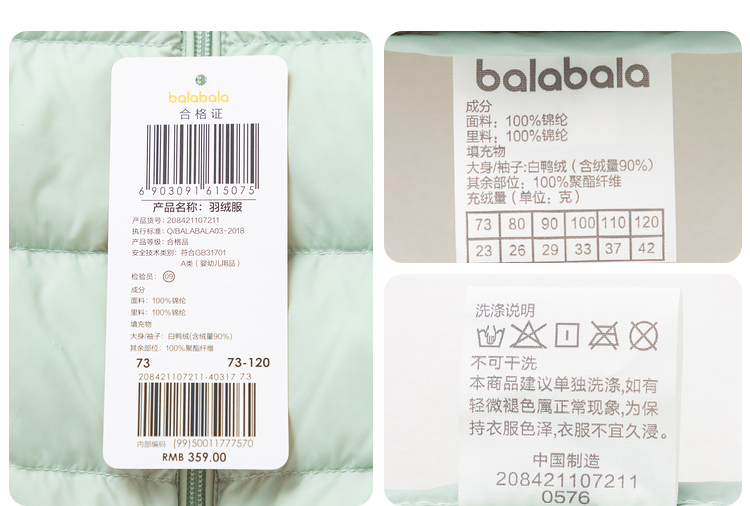 balabala
合格证
6 903091 615075
产品名称：羽绒服
产品货号：208421107211
执行标准：Q/BALABALA03-2018
产品等级：合格品
安全技术类别：符合GB31701
A类（婴幼儿用品）
检验员： 09
成分
面料：100%锦纶
里料：100%锦纶
填充物
大身/袖子：白鸭绒(含绒量90%)
其余部位：100%聚酯纤维
73 73-120
208421107211-40317 73
内部编码 (99)50011777570
RMB 359.00
balabala
成分
面料：100%锦纶
里料：100%锦纶
填充物
大身/袖子:白鸭绒（含绒量90%）
其余部位：100%聚酯纤维
充绒量（单位：克）
73 80 90 100 110 120
23 26 29 33 37 42
洗涤说明
不可干洗
本商品建议单独洗涤,如有
轻微褪色属正常现象,为保
持衣服色泽,衣服不宜久浸。
中国制造
208421107211
0576